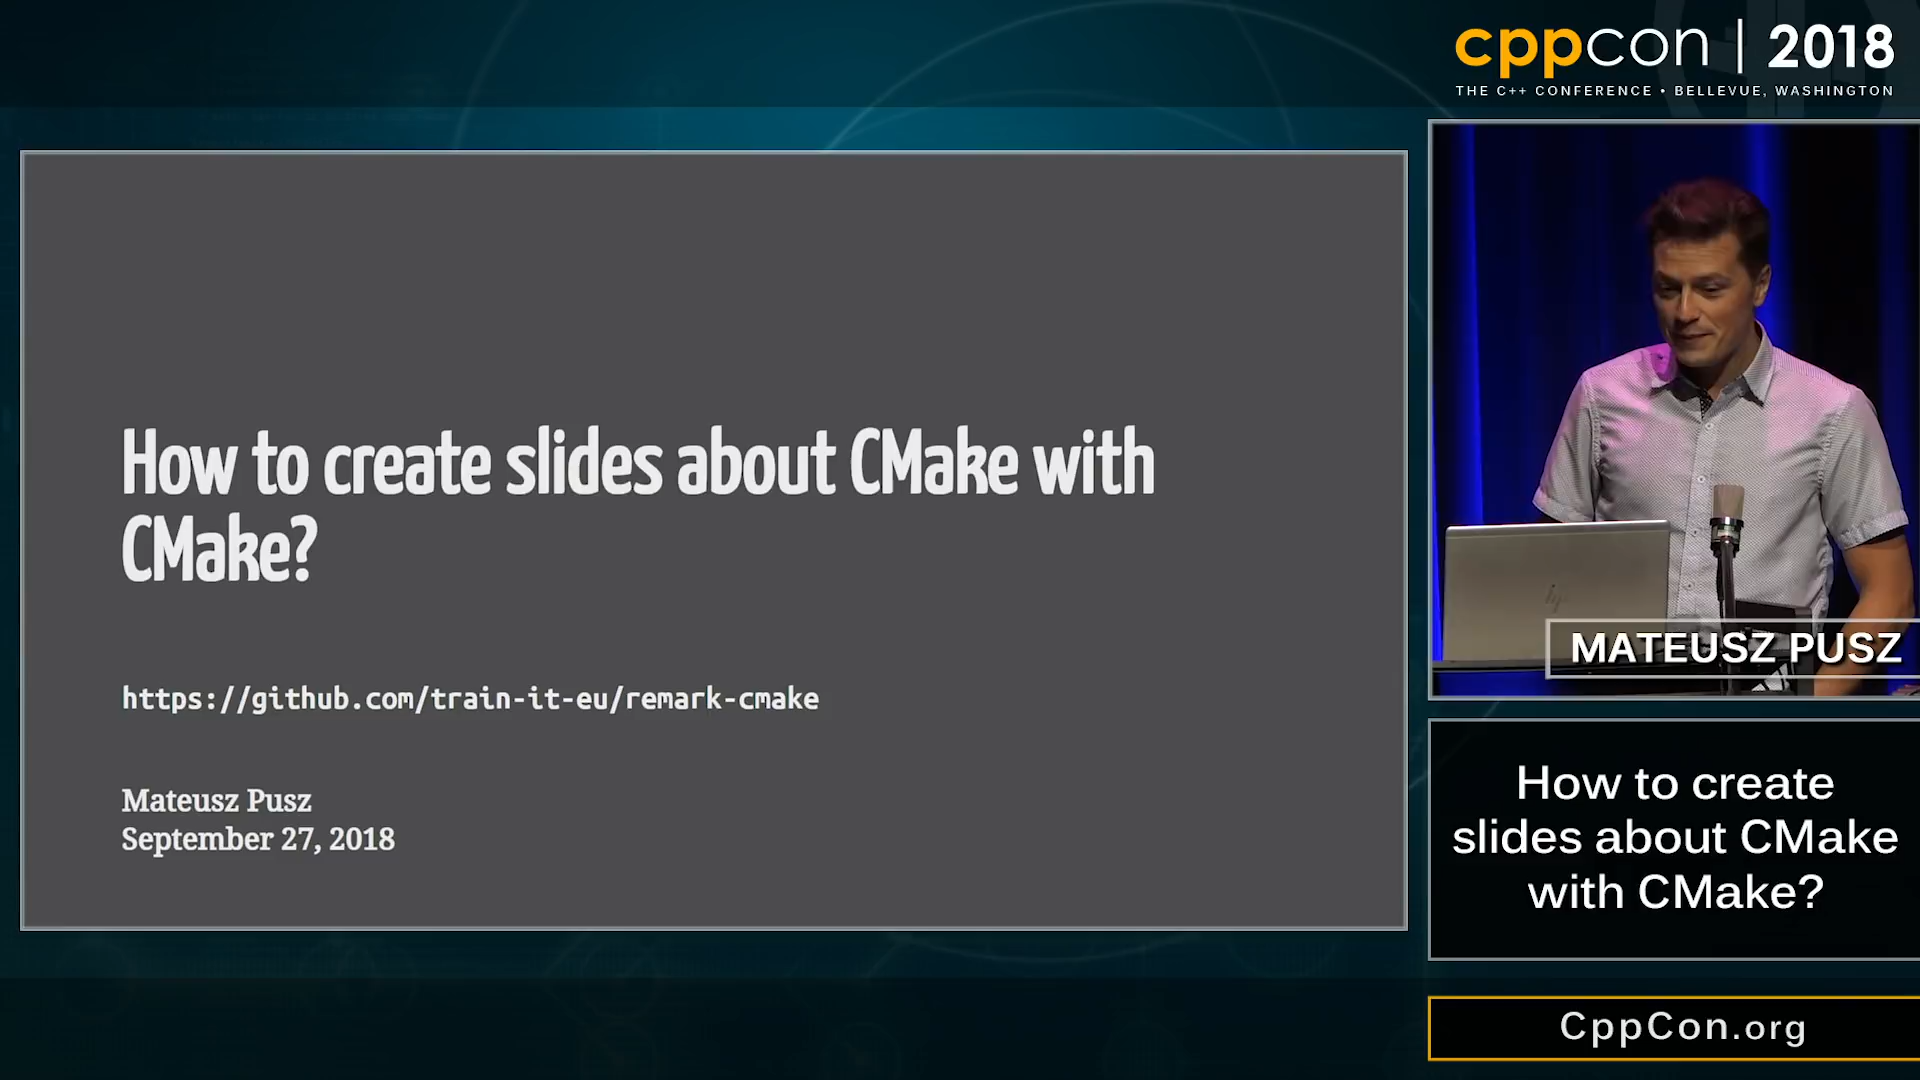 cppcon | 2018
THE C++ CONFERENCE • BELLEVUE, WASHINGTON
How to create slides about CMake with
CMake?
https://github.com/train-it-eu/remark-cmake
Mateusz Pusz
September 27, 2018
hp
MATEUSZ PUSZ
How to create
slides about CMake
with CMake?
CppCon.org